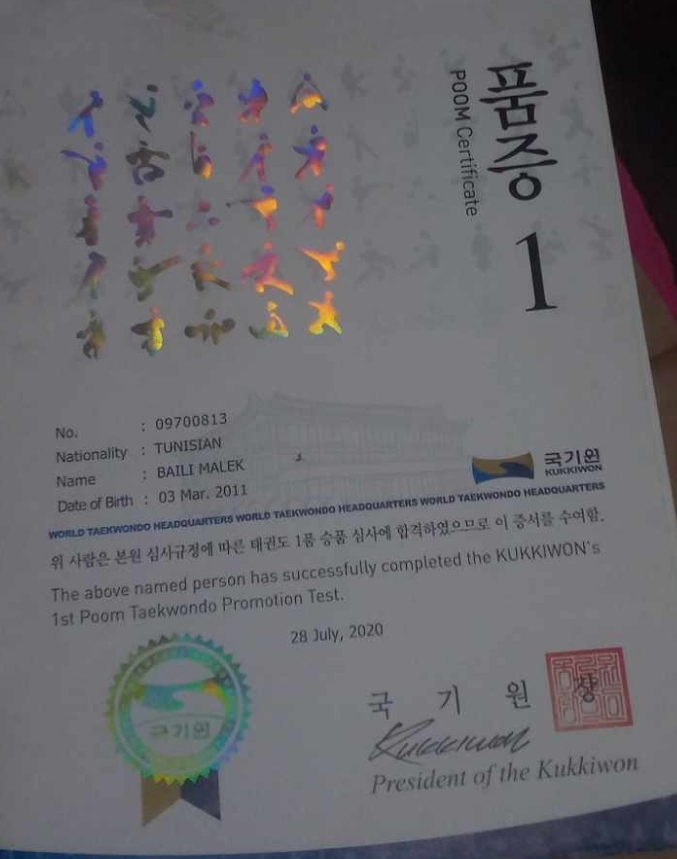 품증
POOM Certificate
1
No. : 09700813
Nationality : TUNISIAN
Name : BAILI MALEK
Date of Birth : 03 Mar. 2011
국기원
KUKKIWON
WORLD TAEKWONDO HEADQUARTERS WORLD TAEKWONDO HEADQUARTERS WORLD TAEKWONDO HEADQUARTERS
위 사람은 본원 심사규정에 따른 태권도 1품 승품 심사에 합격하였으므로 이 증서를 수여함.
The above named person has successfully completed the KUKKIWON's
1st Poom Taekwondo Promotion Test.
28 July, 2020
국기원
국 기 원 장
Kukkiwon
President of the Kukkiwon